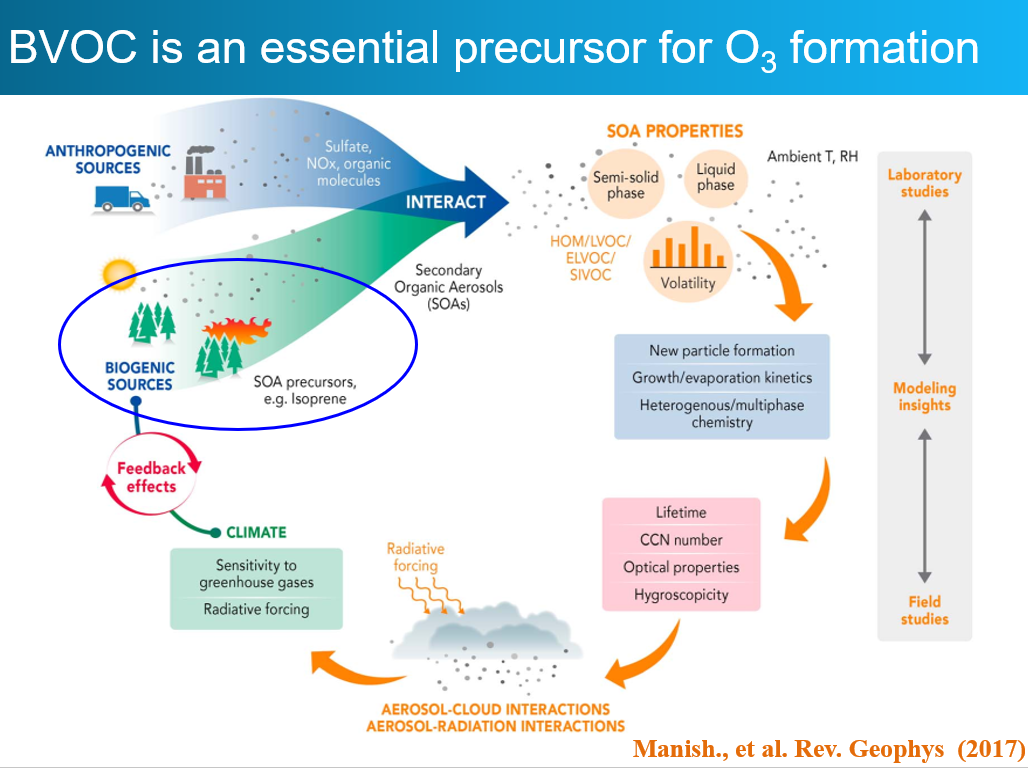 BVOC is an essential precursor for O₃ formation
ANTHROPOGENIC
SOURCES
Sulfate,
NOx, organic
molecules
INTERACT
SOA PROPERTIES
Semi-solid
phase
Liquid
phase
Ambient T, RH
HOM/LVOC/
ELVOC/
SIVOC
Volatility
Laboratory
studies
Secondary
Organic Aerosols
(SOAs)
BIOGENIC
SOURCES
SOA precursors,
e.g. Isoprene
New particle formation
Growth/evaporation kinetics
Heterogenous/multiphase
chemistry
Modeling
insights
Feedback
effects
CLIMATE
Sensitivity to
greenhouse gases
Radiative forcing
Radiative
forcing
Lifetime
CCN number
Optical properties
Hygroscopicity
Field
studies
AEROSOL-CLOUD INTERACTIONS
AEROSOL-RADIATION INTERACTIONS
Manish., et al. Rev. Geophys (2017)